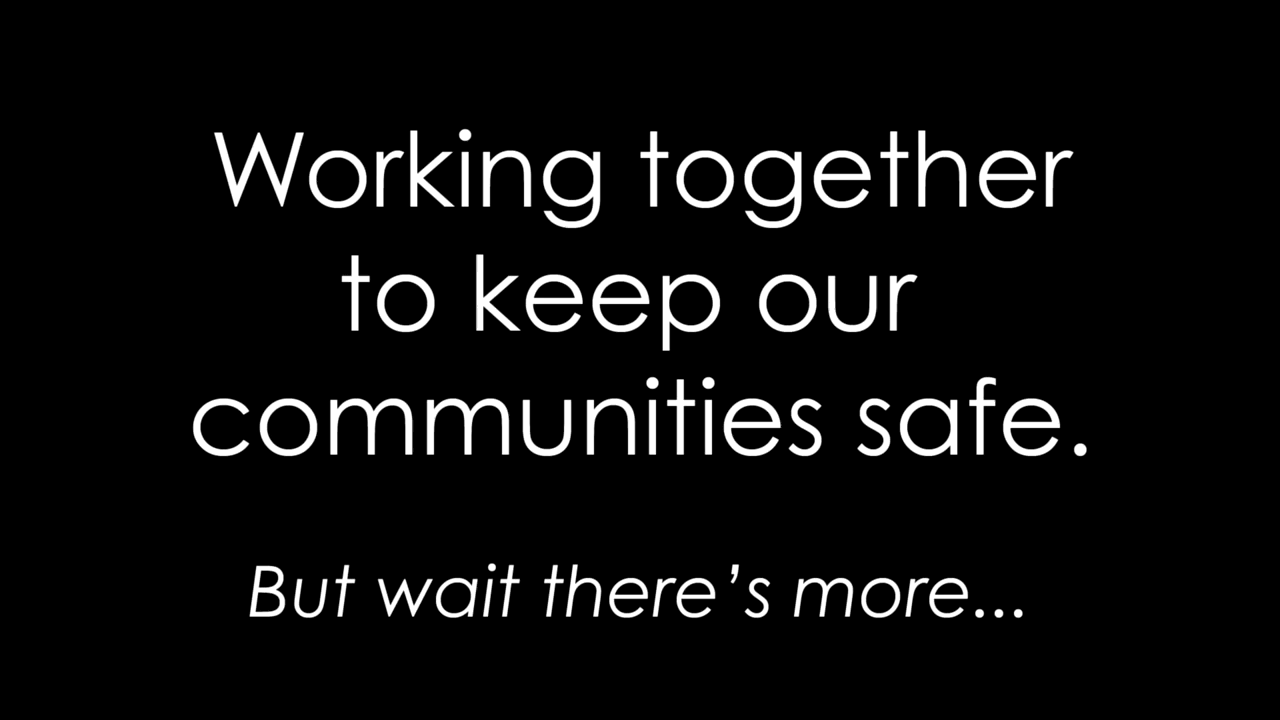 Working together
to keep our
communities safe.
But wait there’s more...